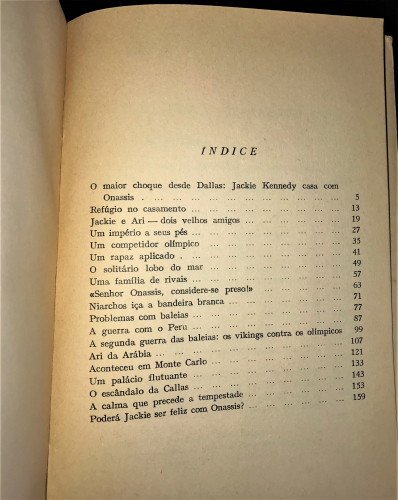 ÍNDICE
O maior choque desde Dallas: Jackie Kennedy casa com
Onassis . ... ... ... ... ... ... ... ... ... ... 5
Refúgio no casamento ... ... ... ... ... ... ... ... 13
Jackie e Ari — dois velhos amigos ... ... ... ... ... 19
Um império a seus pés ... ... ... ... ... ... ... ... 27
Um competidor olímpico ... ... ... ... ... ... ... 35
Um rapaz aplicado . ... ... ... ... ... ... ... ... 41
O solitário lobo do mar ... ... ... ... ... ... ... 49
Uma família de rivais ... ... ... ... ... ... ... ... 57
«Senhor Onassis, considere-se preso!» ... ... ... ... 63
Niarchos iça a bandeira branca ... ... ... ... ... ... 71
Problemas com baleias ... ... ... ... ... ... ... ... 77
A guerra com o Peru ... ... ... ... ... ... ... ... 87
A segunda guerra das baleias: os vikings contra os olímpicos 99
Ari da Arábia ... ... ... ... ... ... ... ... ... ... 107
Aconteceu em Monte Carlo ... ... ... ... ... ... ... 121
Um palácio flutuante ... ... ... ... ... ... ... ... 133
O escândalo da Callas ... ... ... ... ... ... ... ... 143
A calma que precede a tempestade ... ... ... ... ... 153
Poderá Jackie ser feliz com Onassis? ... ... ... ... ... 159